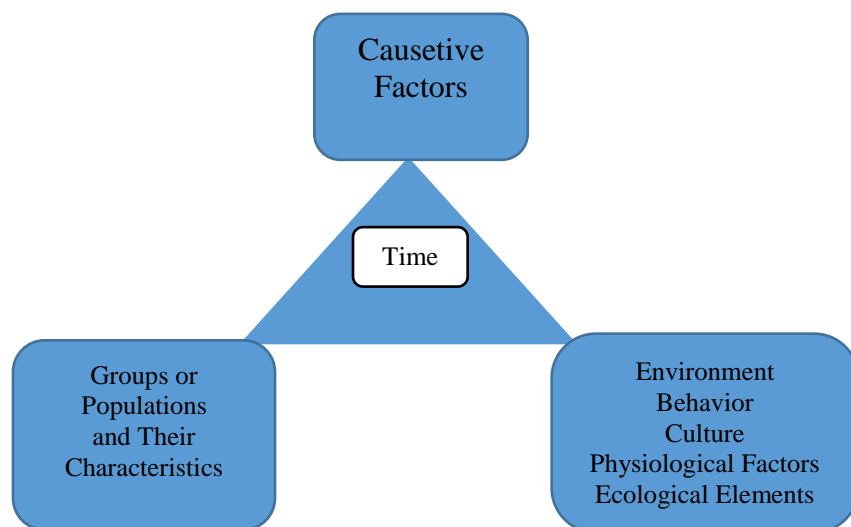 Causetive
Factors
Time
Groups or
Populations
and Their
Characteristics
Environment
Behavior
Culture
Physiological Factors
Ecological Elements